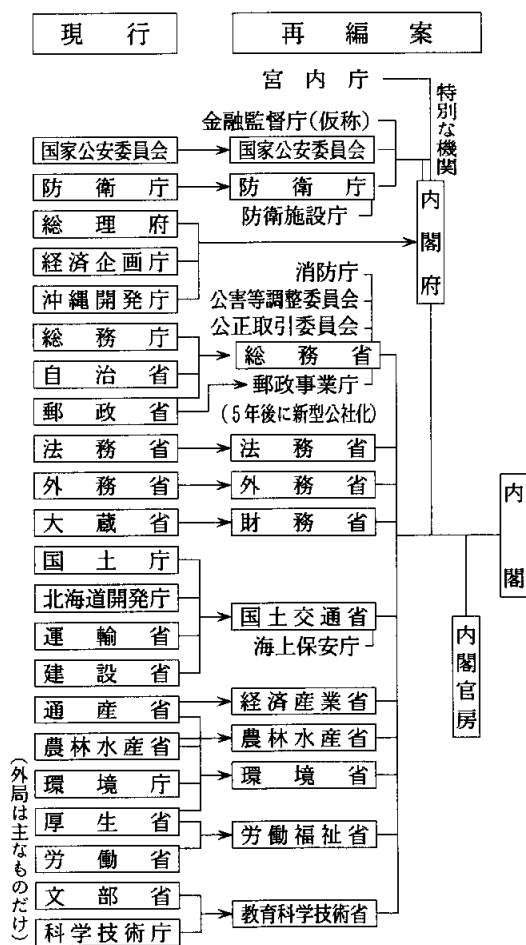 現行
再編案
宮内庁
特別な機関
金融監督庁(仮称)
国家公安委員会
国家公安委員会
防衛庁
防衛庁
防衛施設庁
内閣府
総理府
経済企画庁
沖縄開発庁
消防庁
公害等調整委員会
公正取引委員会
総務庁
総務省
自治省
郵政事業庁
郵政省
(5年後に新型公社化)
法務省
法務省
外務省
外務省
大蔵省
財務省
内閣
国土庁
北海道開発庁
国土交通省
運輸省
海上保安庁
建設省
内閣官房
通産省
経済産業省
農林水産省
農林水産省
環境庁
環境省
厚生省
労働福祉省
労働省
文部省
教育科学技術省
科学技術庁
(外局は主なものだけ)